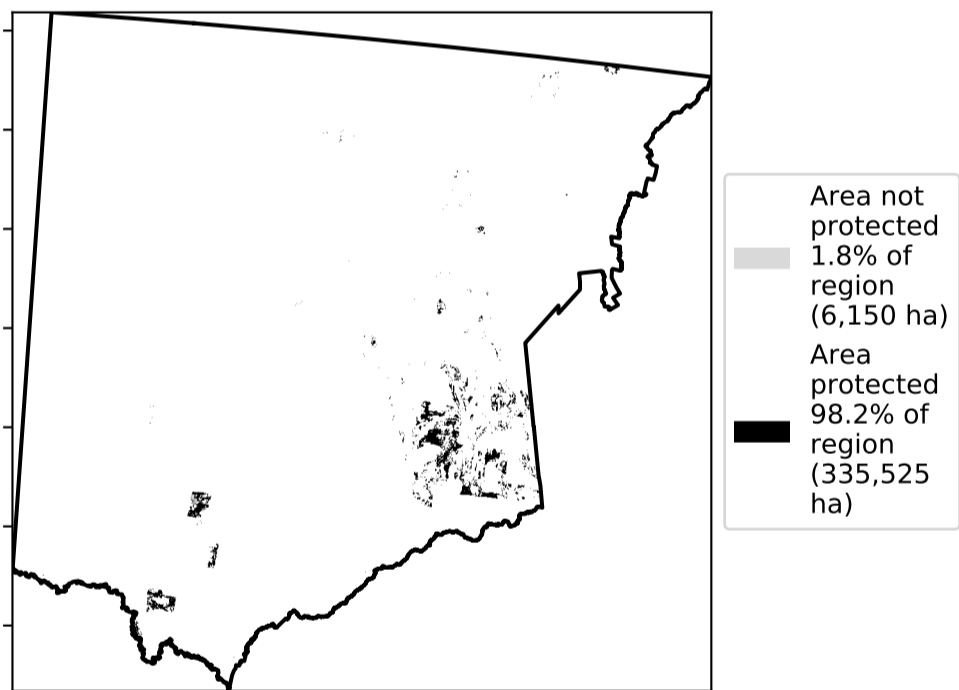 Area not
protected
1.8% of
region
(6,150 ha)
Area
protected
98.2% of
region
(335,525
ha)